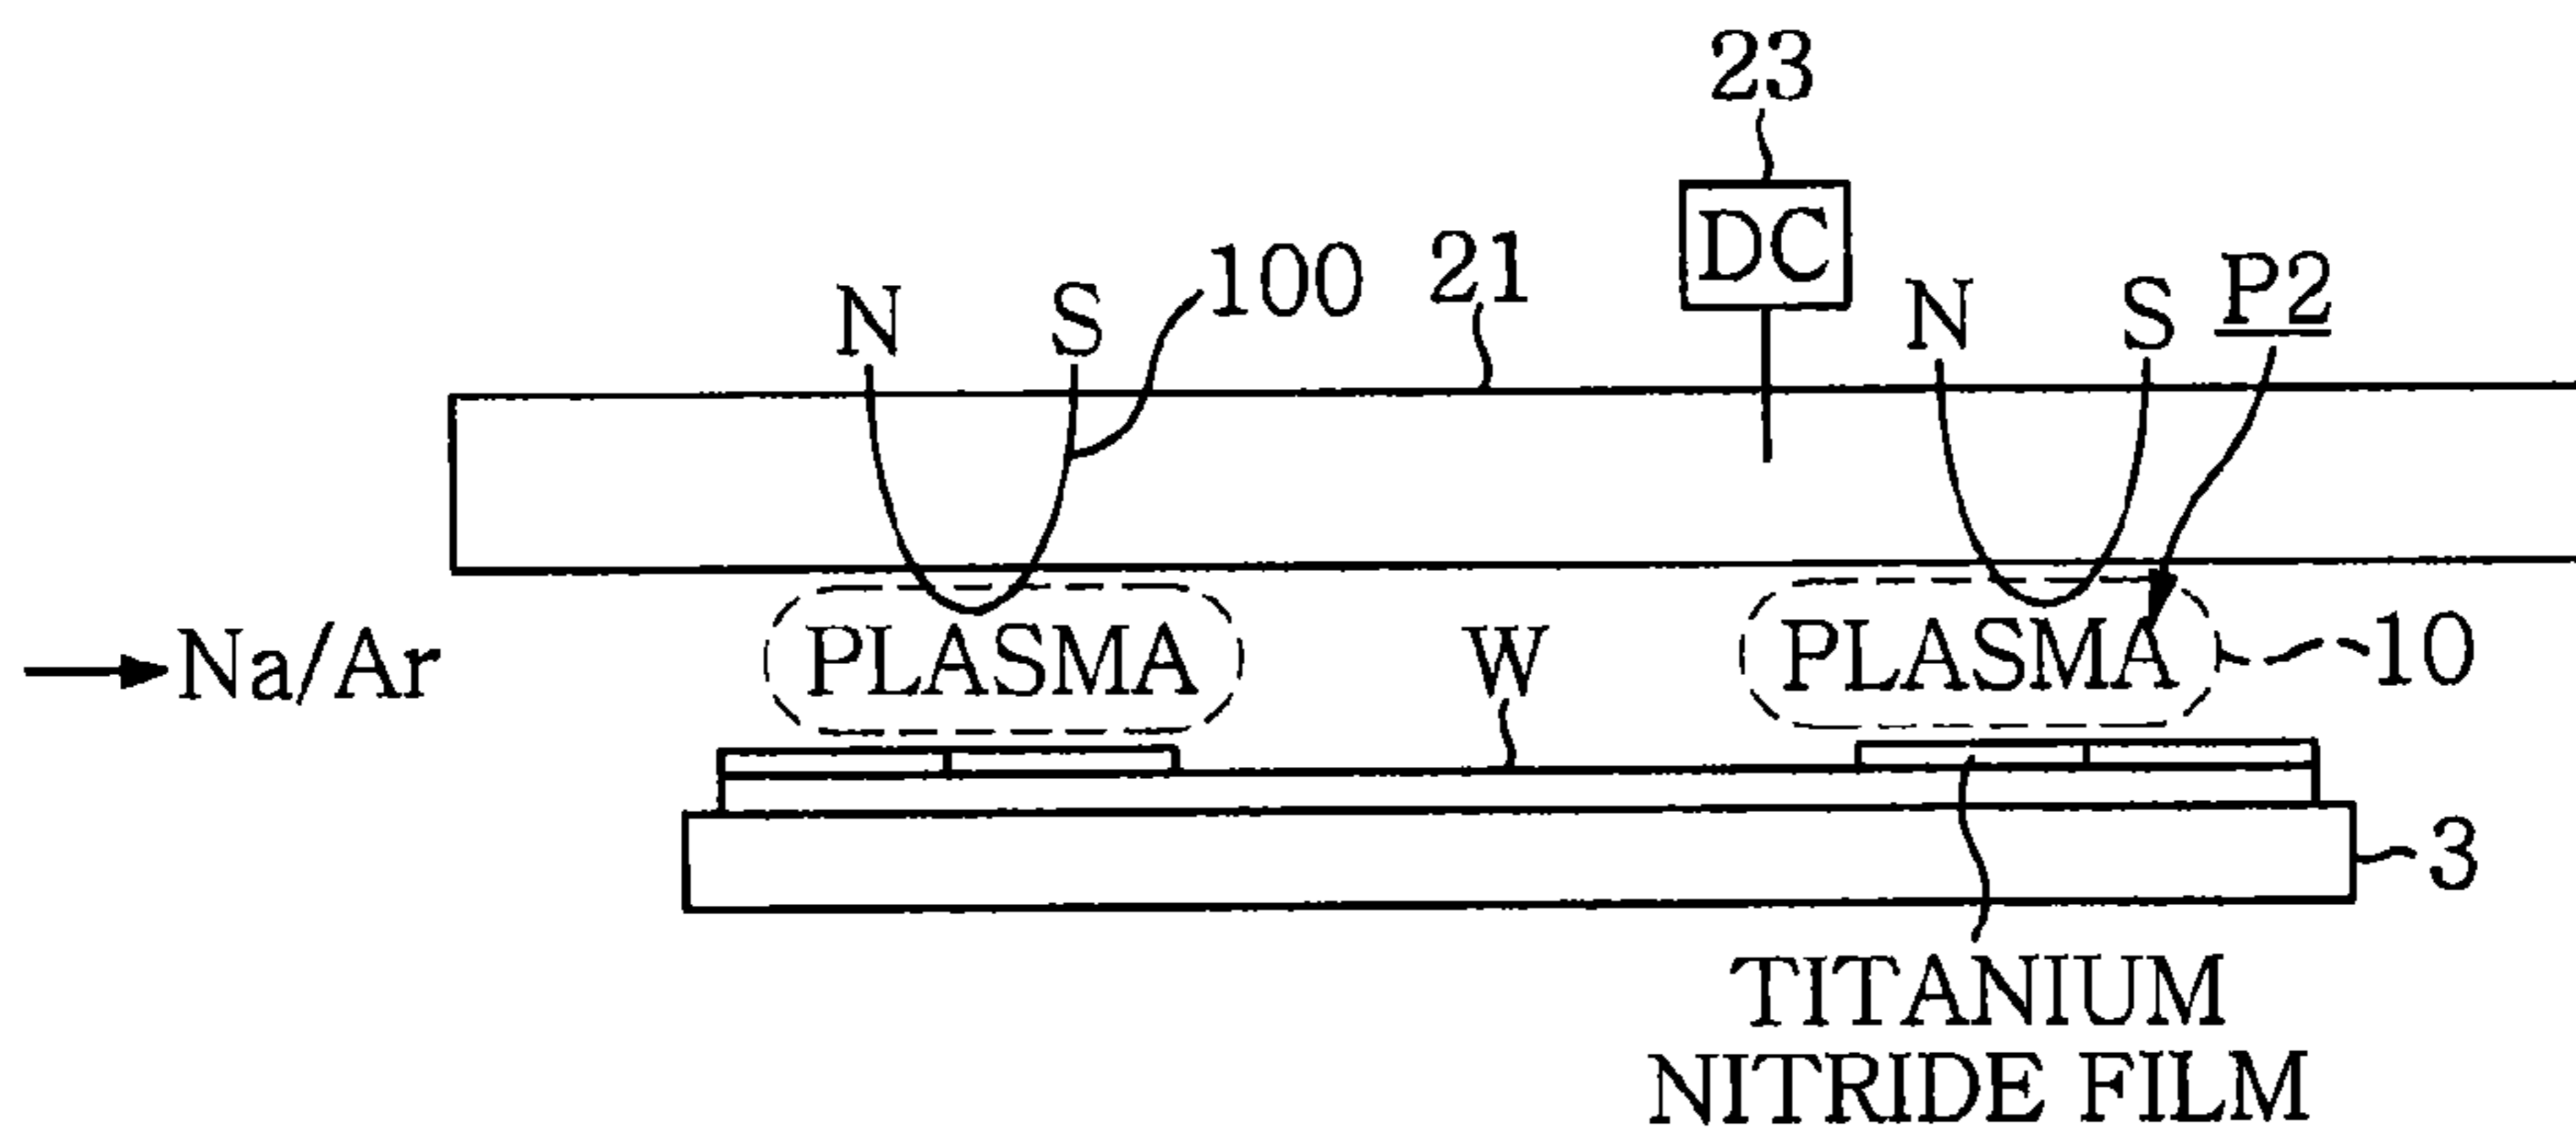 23
DC
N S 100 21 N S P2
Na/Ar PLASMA W PLASMA 10
3
TITANIUM
NITRIDE FILM